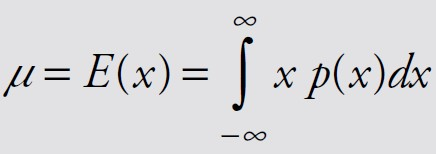 μ = E(x) = ∫_{-∞}^{∞} x p(x)dx